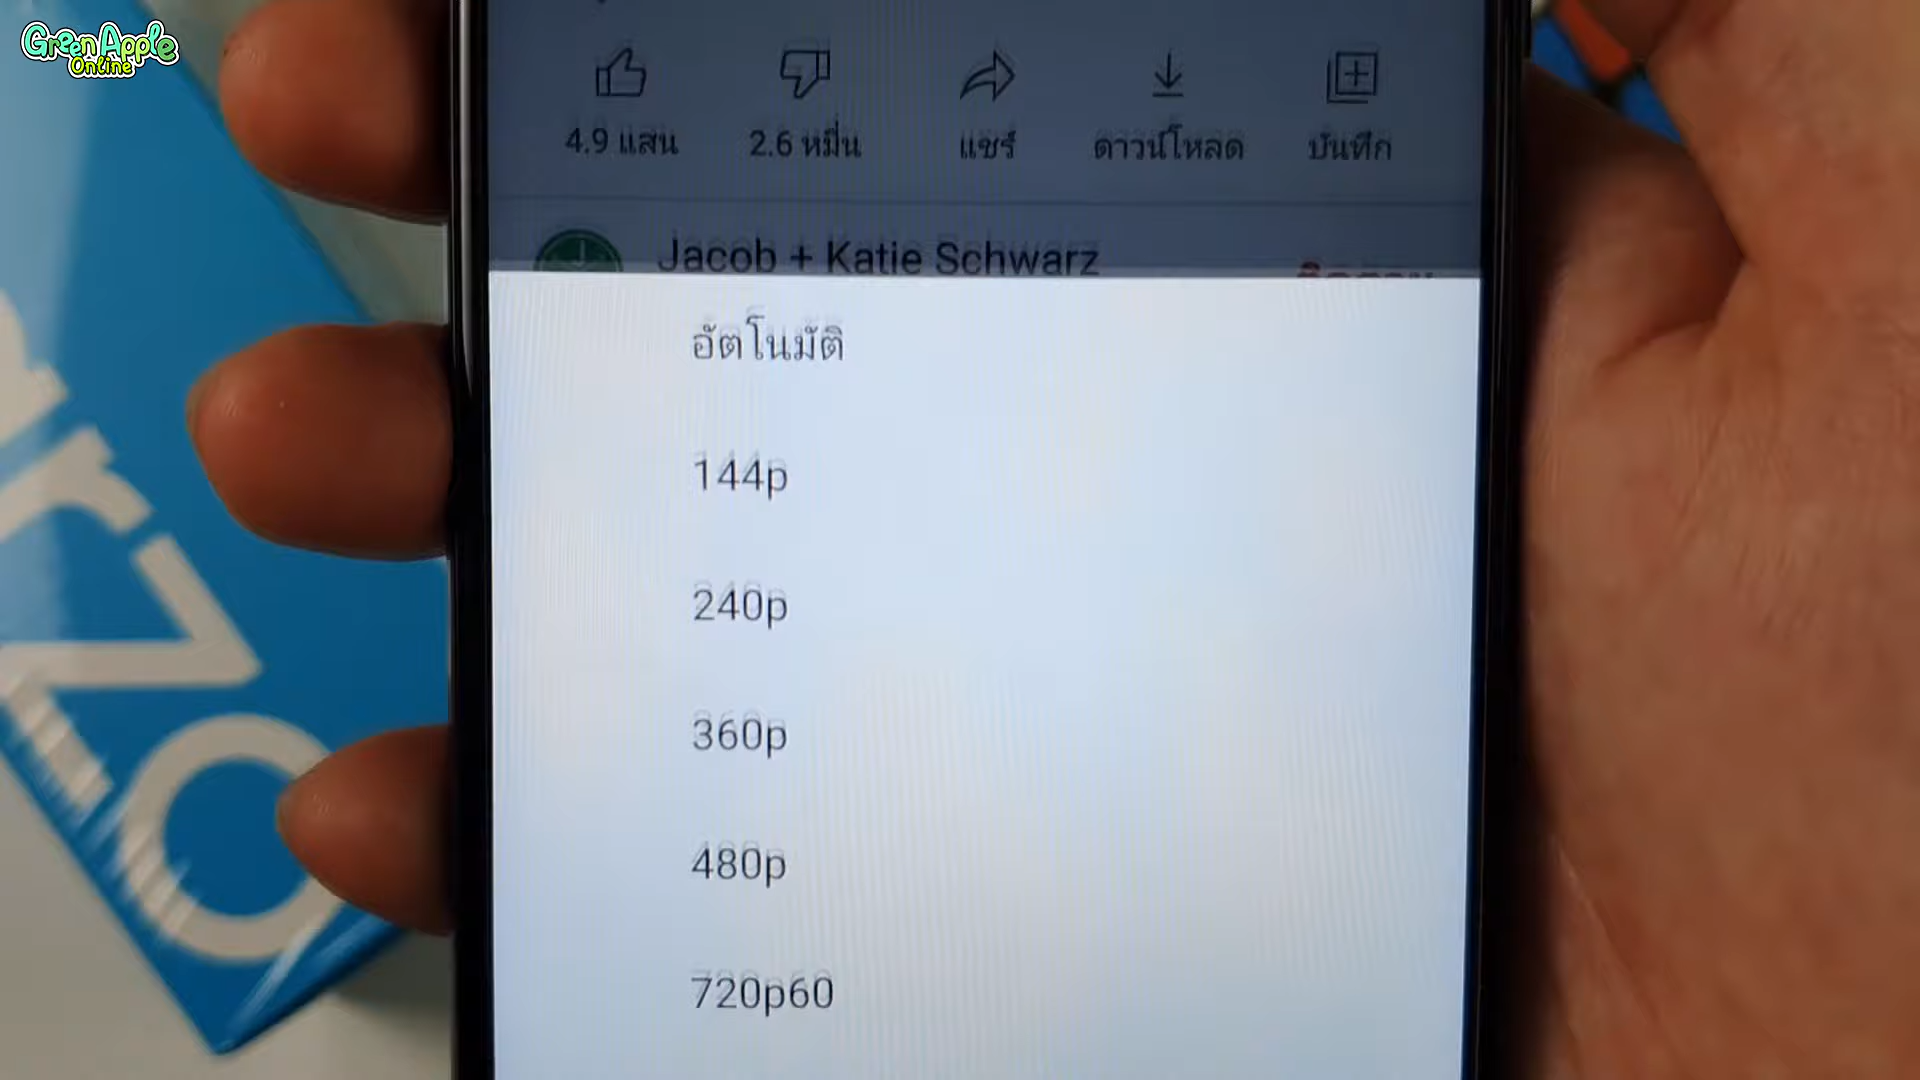 Green Apple
Online
4.9 แสน
2.6 หมื่น
แชร์
ดาวน์โหลด
บันทึก
Jacob + Katie Schwarz
อัตโนมัติ
144p
240p
360p
480p
720p60